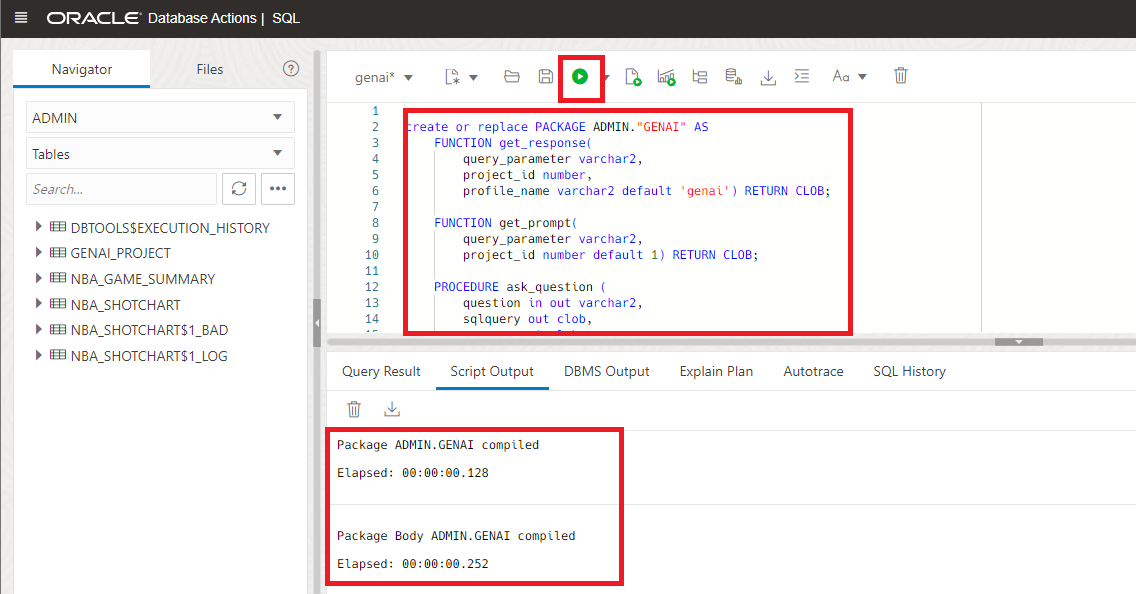 ORACLE Database Actions | SQL
Navigator
Files
ADMIN
Tables
Search...
DBTOOLS$EXECUTION_HISTORY
GENAI_PROJECT
NBA_GAME_SUMMARY
NBA_SHOTCHART
NBA_SHOTCHART$1_BAD
NBA_SHOTCHART$1_LOG
genai*
Aa
1
2 create or replace PACKAGE ADMIN."GENAI" AS
3 FUNCTION get_response(
4 query_parameter varchar2,
5 project_id number,
6 profile_name varchar2 default 'genai') RETURN CLOB;
7
8 FUNCTION get_prompt(
9 query_parameter varchar2,
10 project_id number default 1) RETURN CLOB;
11
12 PROCEDURE ask_question (
13 question in out varchar2,
14 sqlquery out clob,
Query Result Script Output DBMS Output Explain Plan Autotrace SQL History
Package ADMIN.GENAI compiled
Elapsed: 00:00:00.128
Package Body ADMIN.GENAI compiled
Elapsed: 00:00:00.252